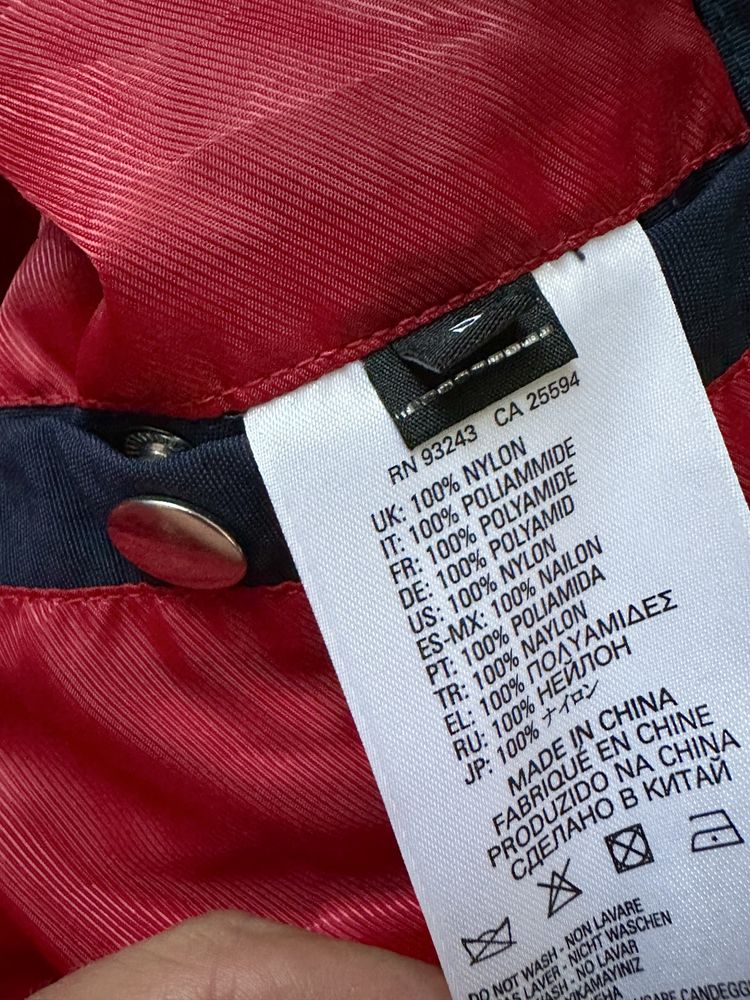 RN 93243 CA 25594
UK: 100% NYLON
IT: 100% POLIAMMIDE
FR: 100% POLYAMIDE
DE: 100% POLYAMID
US: 100% NYLON
ES-MX: 100% NAILON
PT: 100% POLIAMIDA
TR: 100% NAYLON
EL: 100% ΠΟΛΥΑΜΙΔΕΣ
RU: 100% НЕЙЛОН
JP: 100% ナイロン
MADE IN CHINA
FABRIQUÉ EN CHINE
PRODUZIDO NA CHINA
СДЕЛАНО В КИТАЙ
DO NOT WASH - NON LAVARE
LAVER - NICHT WASCHEN
WASH - NO LAVAR
YIKAMAYINIZ